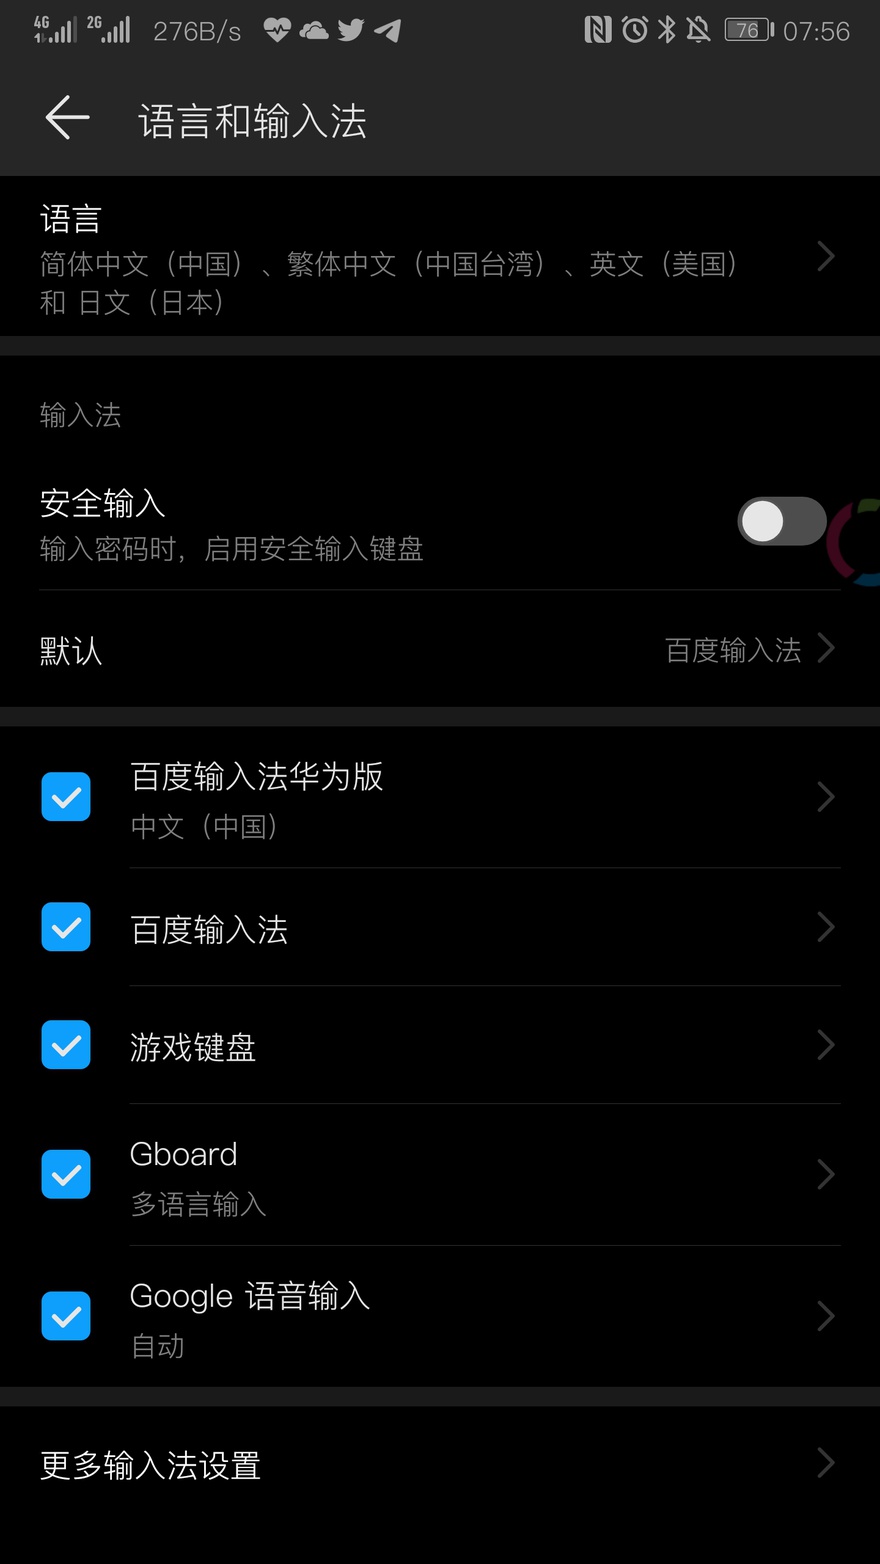 4G 2G 276B/s 76 07:56
语言和输入法
语言
简体中文（中国）、繁体中文（中国台湾）、英文（美国）
和 日文（日本）
输入法
安全输入
输入密码时，启用安全输入键盘
默认 百度输入法
百度输入法华为版
中文（中国）
百度输入法
游戏键盘
Gboard
多语言输入
Google 语音输入
自动
更多输入法设置